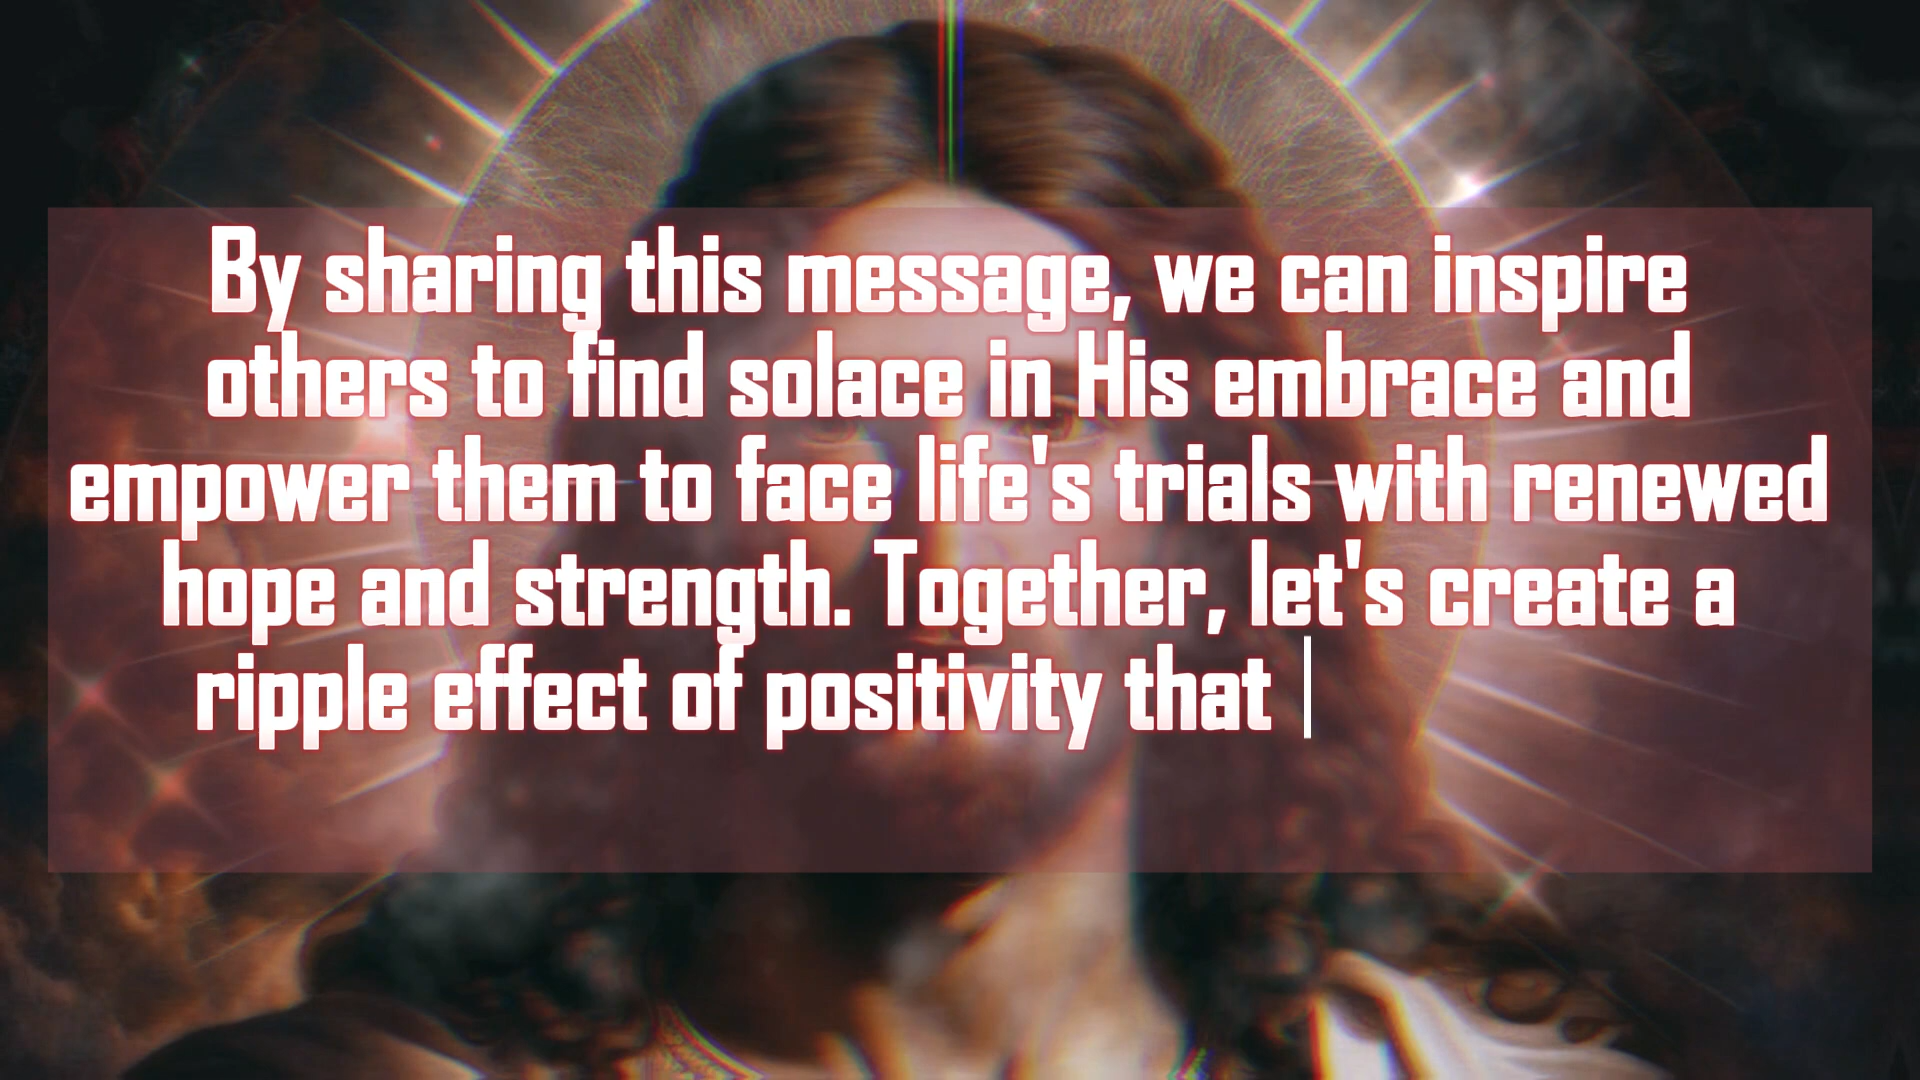 By sharing this message, we can inspire
others to find solace in His embrace and
empower them to face life's trials with renewed
hope and strength. Together, let's create a
ripple effect of positivity that